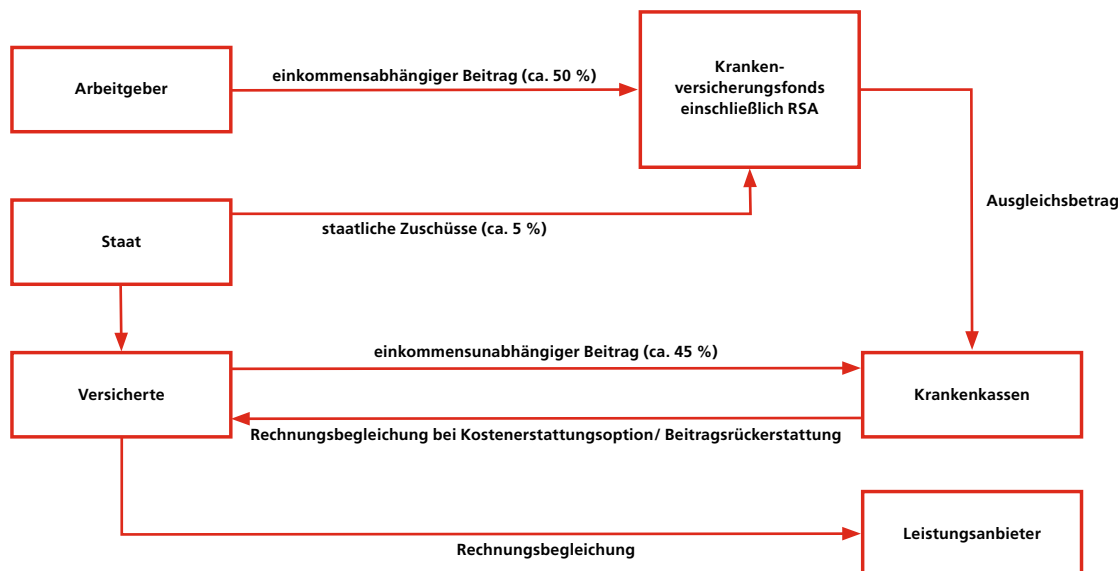 Arbeitgeber
einkommensabhängiger Beitrag (ca. 50 %)
Kranken-
versicherungsfonds
einschließlich RSA
Ausgleichsbetrag
Staat
staatliche Zuschüsse (ca. 5 %)
einkommensunabhängiger Beitrag (ca. 45 %)
Versicherte
Krankenkassen
Rechnungsbegleichung bei Kostenerstattungsoption/ Beitragsrückerstattung
Leistungsanbieter
Rechnungsbegleichung